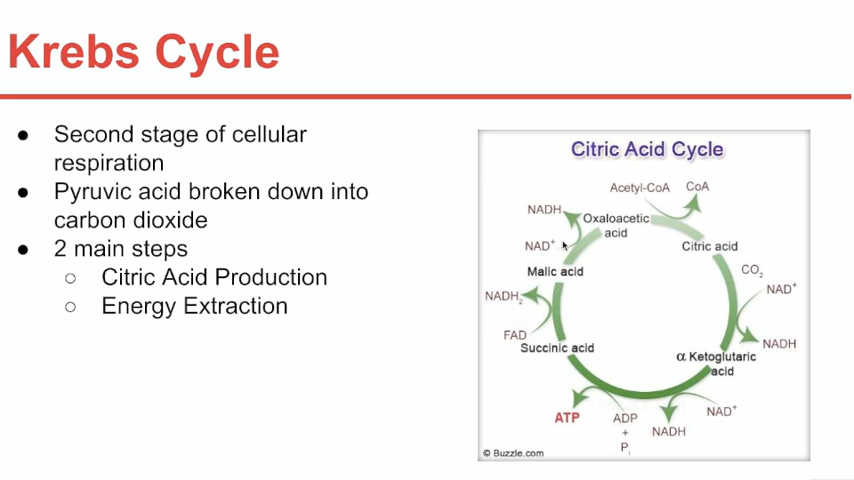 Krebs Cycle
● Second stage of cellular
respiration
● Pyruvic acid broken down into
carbon dioxide
● 2 main steps
○ Citric Acid Production
○ Energy Extraction
Citric Acid Cycle
Acetyl-CoA CoA
NADH
Oxaloacetic
acid
NAD⁺
Citric acid
Malic acid
CO₂
NAD⁺
NADH₂
FAD
NADH
Succinic acid
α Ketoglutaric
acid
ATP
ADP
+
Pᵢ
NADH
NAD⁺
© Buzzle.com